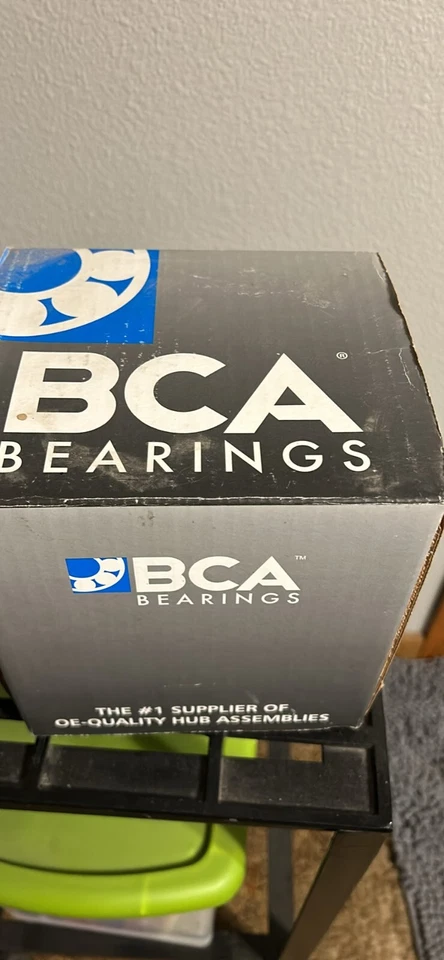 BCA®
BEARINGS
BCA™
BEARINGS
THE #1 SUPPLIER OF
OE-QUALITY HUB ASSEMBLIES